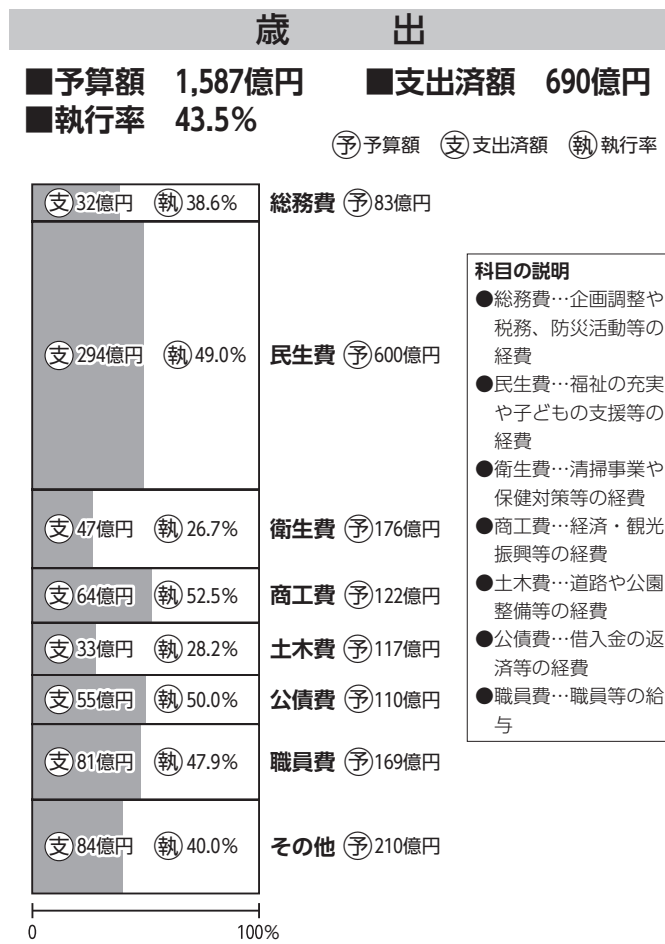 歳 出
■予算額 1,587億円 ■支出済額 690億円
■執行率 43.5%
予 予算額 支 支出済額 執 執行率
支 32億円 執 38.6% 総務費 予 83億円
支 294億円 執 49.0% 民生費 予 600億円
支 47億円 執 26.7% 衛生費 予 176億円
支 64億円 執 52.5% 商工費 予 122億円
支 33億円 執 28.2% 土木費 予 117億円
支 55億円 執 50.0% 公債費 予 110億円
支 81億円 執 47.9% 職員費 予 169億円
支 84億円 執 40.0% その他 予 210億円
0 100%
科目の説明
●総務費…企画調整や
税務、防災活動等の
経費
●民生費…福祉の充実
や子どもの支援等の
経費
●衛生費…清掃事業や
保健対策等の経費
●商工費…経済・観光
振興等の経費
●土木費…道路や公園
整備等の経費
●公債費…借入金の返
済等の経費
●職員費…職員等の給
与